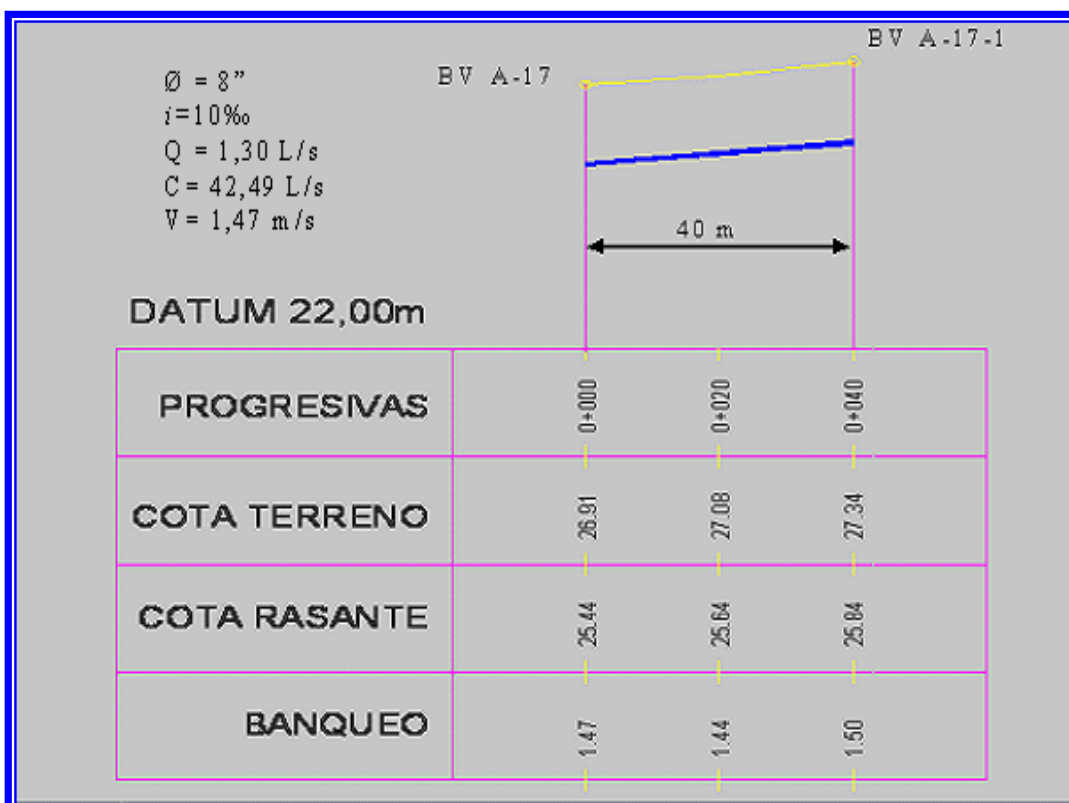 BV A-17-1
BV A-17
Ø = 8”
i=10‰
Q = 1,30 L/s
C = 42,49 L/s
V = 1,47 m/s
40 m
DATUM 22,00m
PROGRESIVAS 0+000 0+020 0+040
COTA TERRENO 26.91 27.08 27.34
COTA RASANTE 25.44 25.64 25.84
BANQUEO 1.47 1.44 1.50